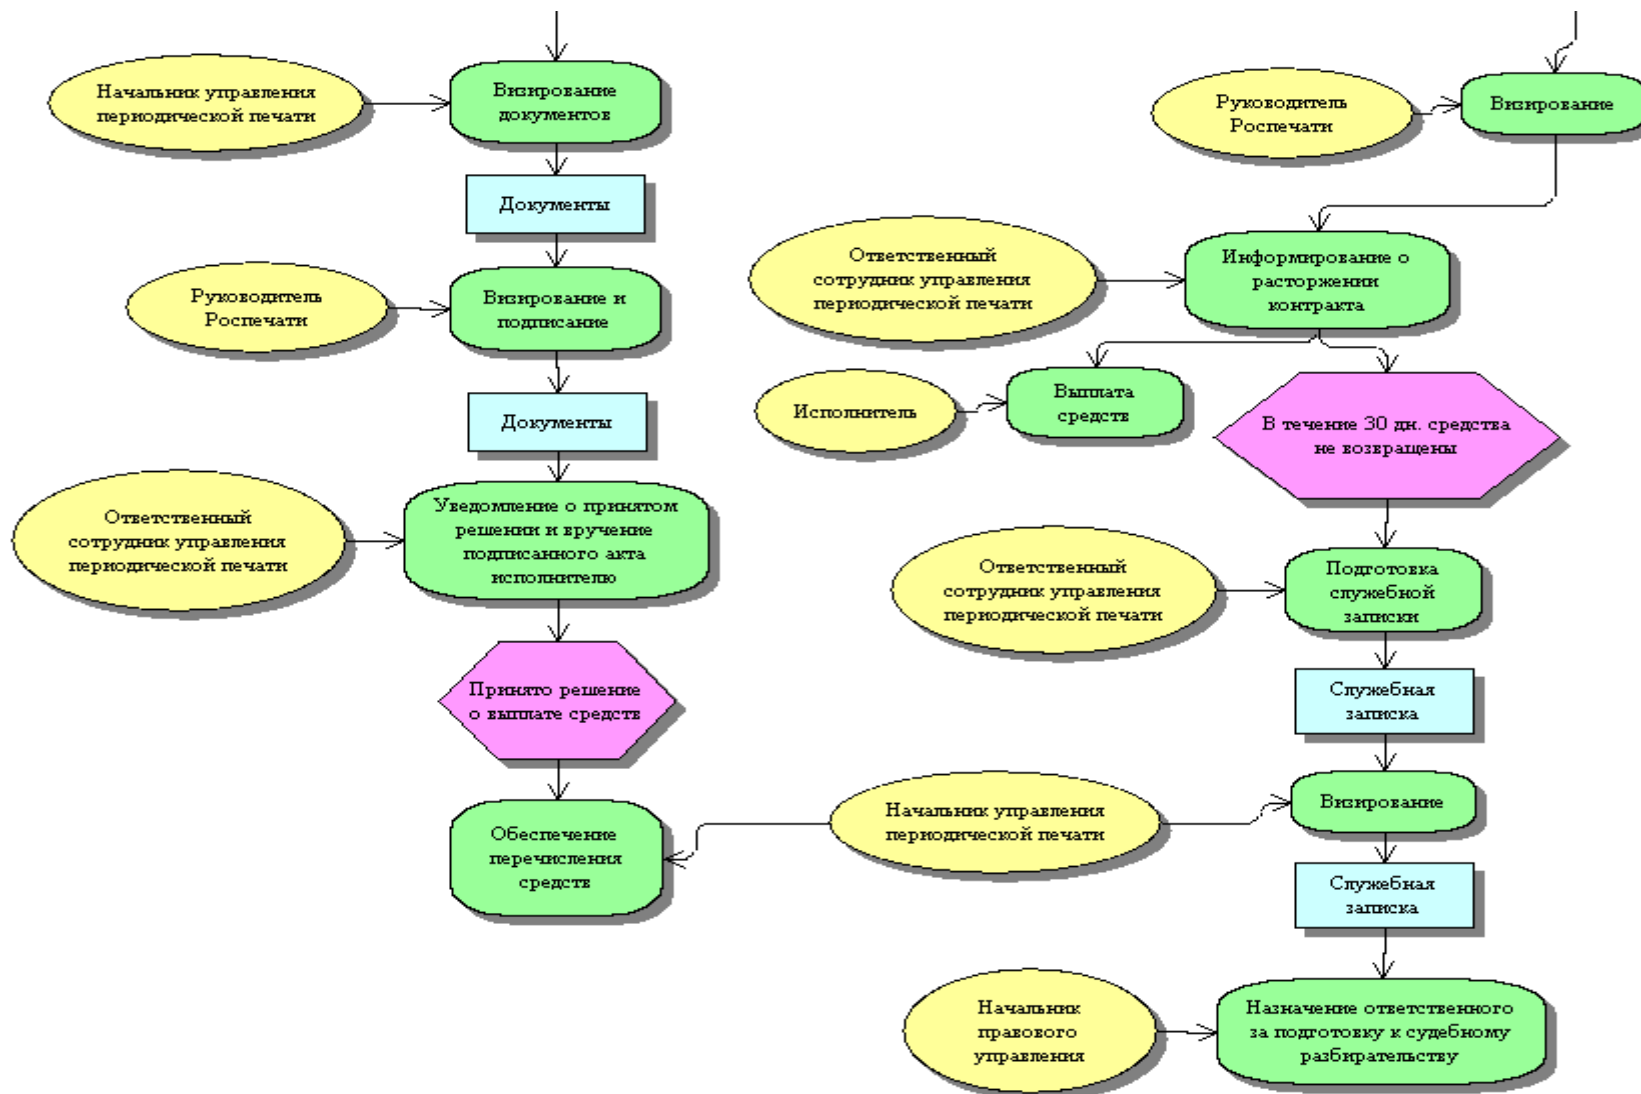 Начальник управления
периодической печати
Визирование
документов
Документы
Руководитель
Роспечати
Визирование и
подписание
Документы
Ответственный
сотрудник управления
периодической печати
Уведомление о принятом
решении и вручение
подписанного акта
исполнителю
Принято решение
о выплате средств
Обеспечение
перечисления
средств
Руководитель
Роспечати
Визирование
Ответственный
сотрудник управления
периодической печати
Информирование о
расторжении
контракта
Исполнитель
Выплата
средств
В течение 30 дн. средства
не возвращены
Ответственный
сотрудник управления
периодической печати
Подготовка
служебной
записки
Служебная
записка
Начальник управления
периодической печати
Визирование
Служебная
записка
Начальник
правового
управления
Назначение ответственного
за подготовку к судебному
разбирательству